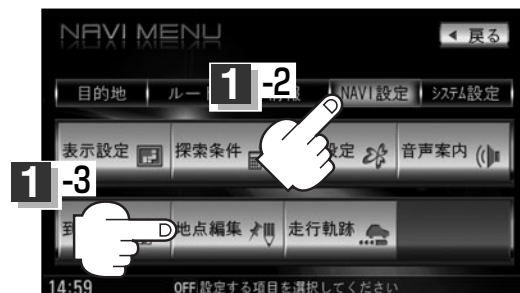 NAVI MENU
◀ 戻る
目的地 ルート 1-2 報 NAVI設定 システム設定
表示設定 探索条件 設定 音声案内
1-3
到 地点編集 走行軌跡
14:59 OFF 設定する項目を選択してください